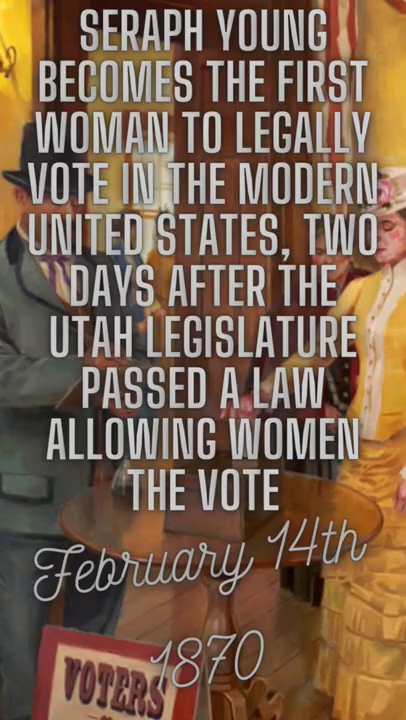 SERAPH YOUNG
BECOMES THE FIRST
WOMAN TO LEGALLY
VOTE IN THE MODERN
UNITED STATES, TWO
DAYS AFTER THE
UTAH LEGISLATURE
PASSED A LAW
ALLOWING WOMEN
THE VOTE
February 14th
1870
VOTERS